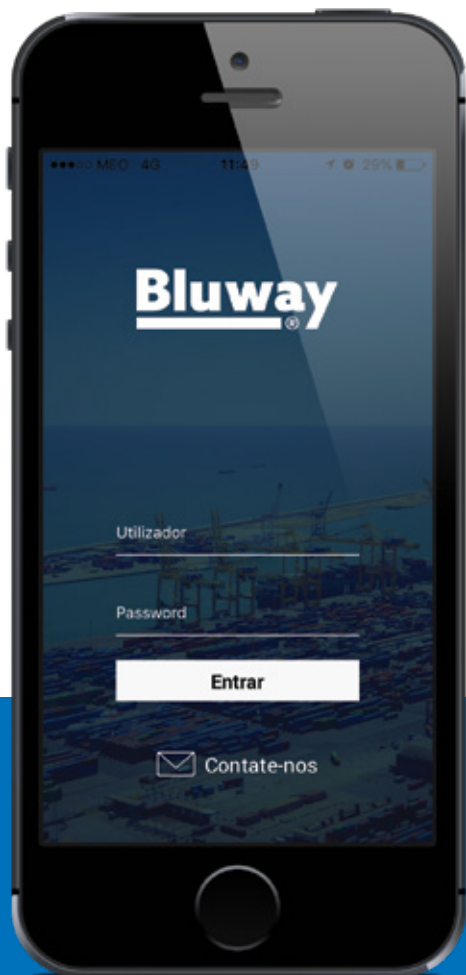 MEO 4G 11:49 29%
Bluway
®
Utilizador
Password
Entrar
Contate-nos